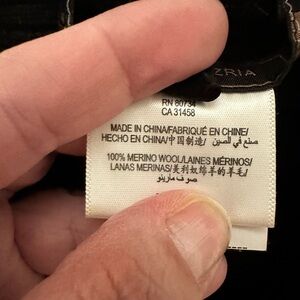 ZRIA
RN 80734
CA 31458
MADE IN CHINA/FABRIQUÉ EN CHINE/
HECHO EN CHINA/中国制造/ صنع في الصين
100% MERINO WOOL/LAINES MÉRINOS/
LANAS MERINAS/美利奴绵羊的羊毛/
صوف مارينو